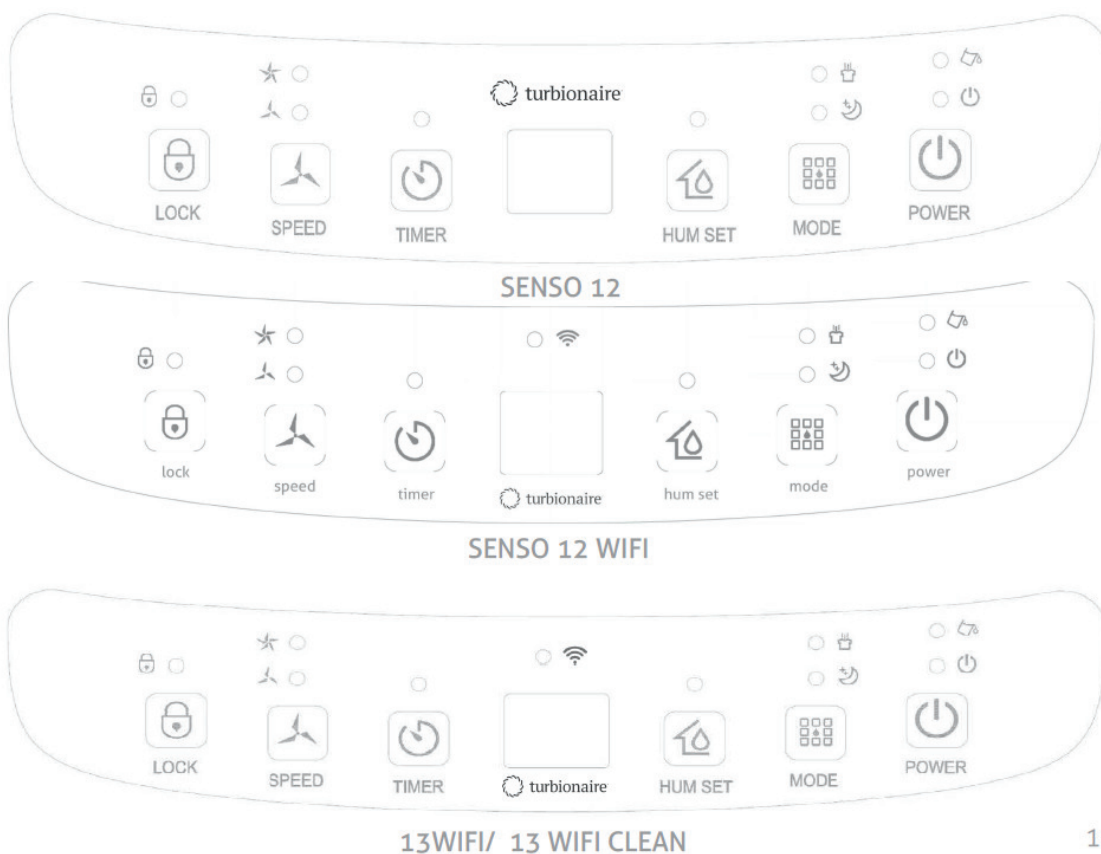 turbionaire
LOCK
SPEED
TIMER
HUM SET
MODE
POWER
SENSO 12
lock
speed
timer
hum set
mode
power
turbionaire
SENSO 12 WIFI
LOCK
SPEED
TIMER
turbionaire
HUM SET
MODE
POWER
13WIFI/ 13 WIFI CLEAN
1